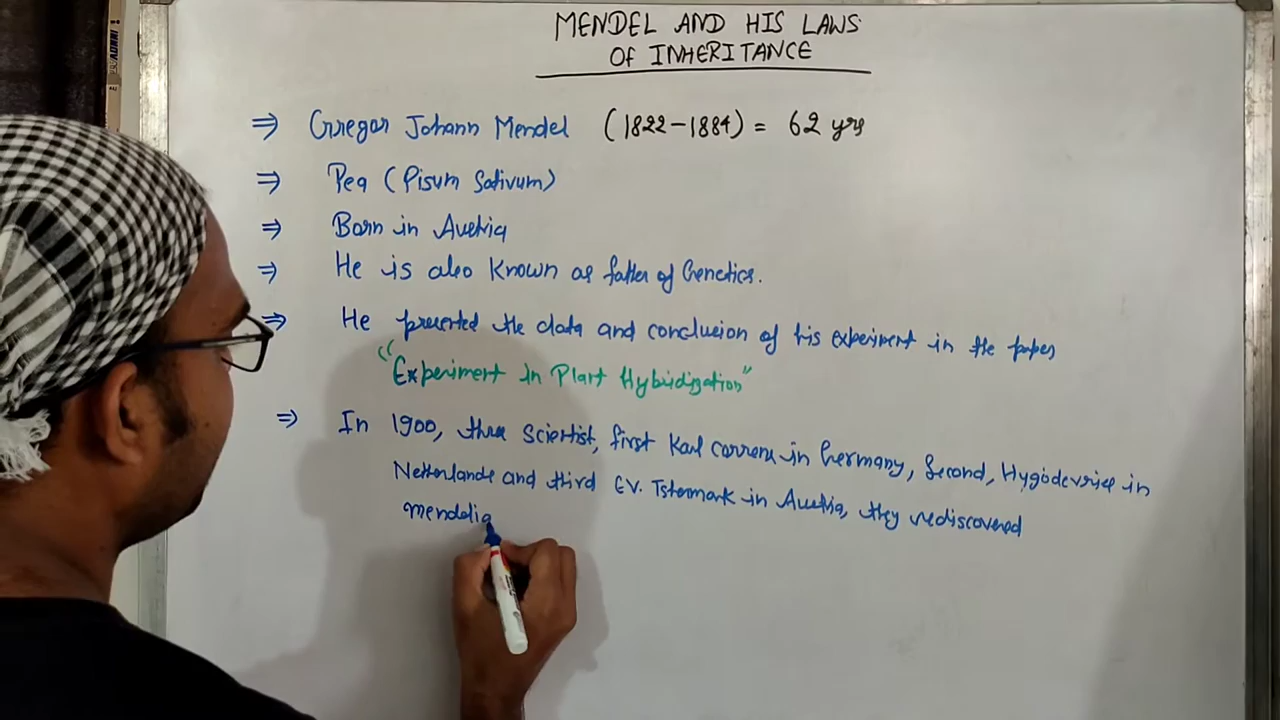 MENDEL AND HIS LAWS
OF INHERITANCE
⇒ Gregor Johann Mendel (1822-1884) = 62 yrs
⇒ Pea (Pisum Sativum)
⇒ Born in Austria
⇒ He is also Known as father of Genetics.
⇒ He presented the data and conclusion of his experiment in the paper
"Experiment In Plant Hybridization"
⇒ In 1900, three Scientist, first Karl correns in Germany, Second, Hygodevries in
Netherlands and third EV. Tshermark in Austria, they rediscovered
mendelia